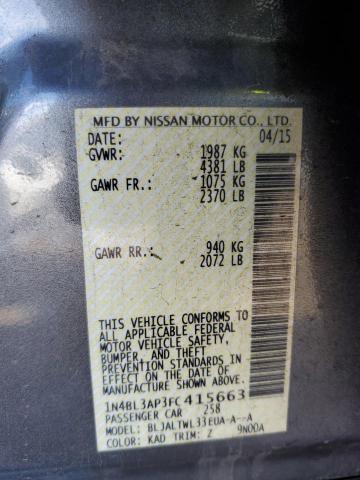 MFD BY NISSAN MOTOR CO., LTD.
DATE: 04/15
GVWR: 1987 KG
4381 LB
GAWR FR.: 1075 KG
2370 LB
GAWR RR.: 940 KG
2072 LB
THIS VEHICLE CONFORMS TO
ALL APPLICABLE FEDERAL
MOTOR VEHICLE SAFETY,
BUMPER, AND THEFT
PREVENTION STANDARDS IN
EFFECT ON THE DATE OF
MANUFACTURE SHOWN ABOVE.
1N4BL3AP3FC415663
PASSENGER CAR 258
MODEL: BLJALTWL33EUA-A--A
COLOR: KAD TRIM: Z 9N00A